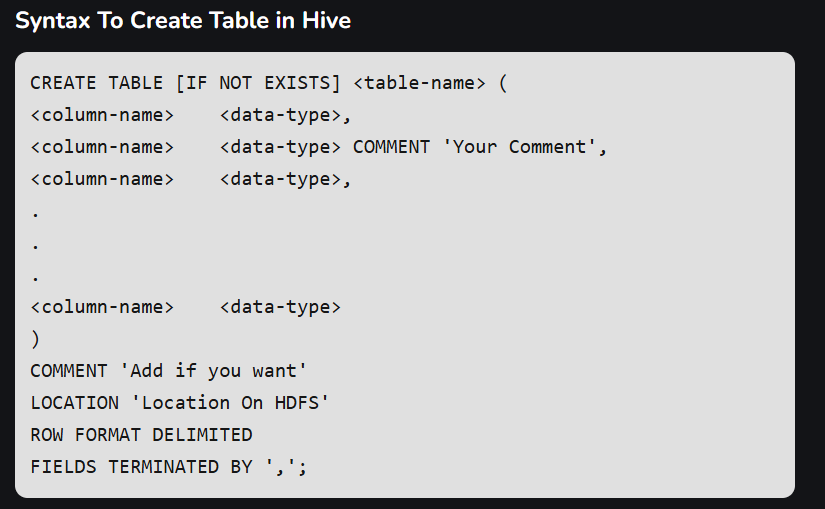 Syntax To Create Table in Hive
CREATE TABLE [IF NOT EXISTS] <table-name> (
<column-name>    <data-type>,
<column-name>    <data-type> COMMENT 'Your Comment',
<column-name>    <data-type>,
.
.
.
<column-name>    <data-type>
)
COMMENT 'Add if you want'
LOCATION 'Location On HDFS'
ROW FORMAT DELIMITED
FIELDS TERMINATED BY ',';